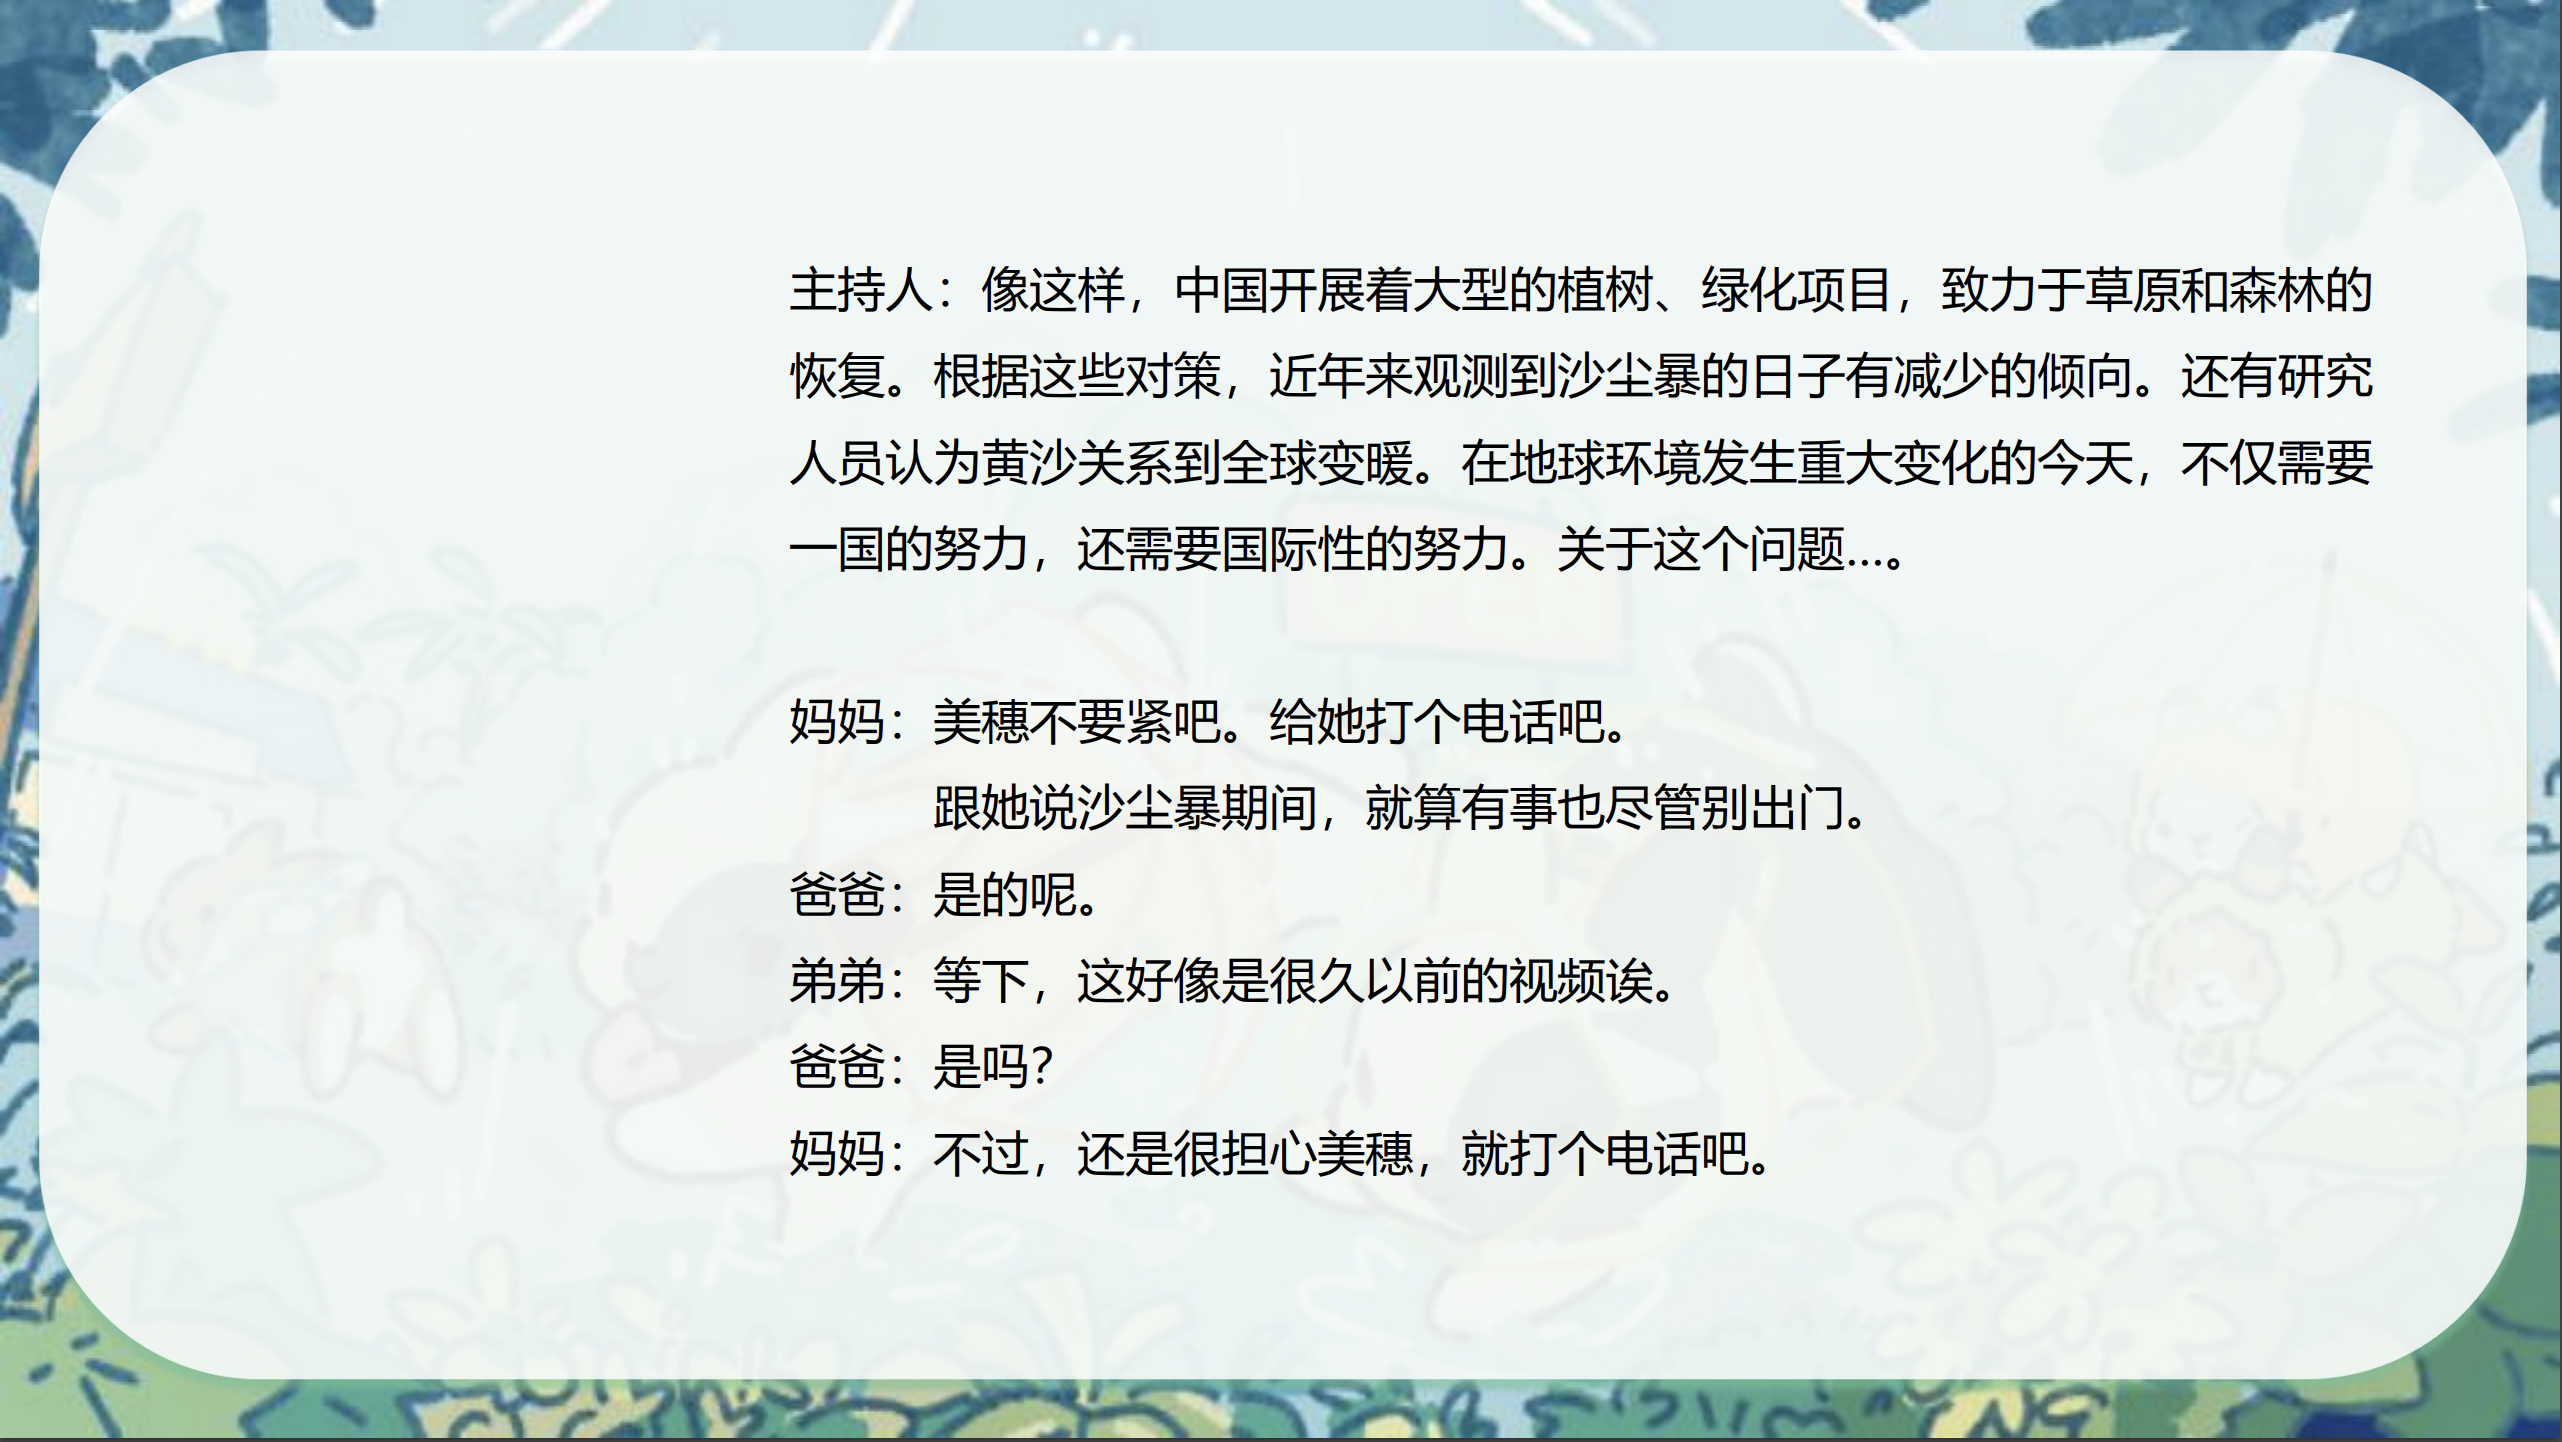 主持人：像这样，中国开展着大型的植树、绿化项目，致力于草原和森林的
恢复。根据这些对策，近年来观测到沙尘暴的日子有减少的倾向。还有研究
人员认为黄沙关系到全球变暖。在地球环境发生重大变化的今天，不仅需要
一国的努力，还需要国际性的努力。关于这个问题...。
妈妈：美穗不要紧吧。给她打个电话吧。
跟她说沙尘暴期间，就算有事也尽管别出门。
爸爸：是的呢。
弟弟：等下，这好像是很久以前的视频诶。
爸爸：是吗？
妈妈：不过，还是很担心美穗，就打个电话吧。
OPEN